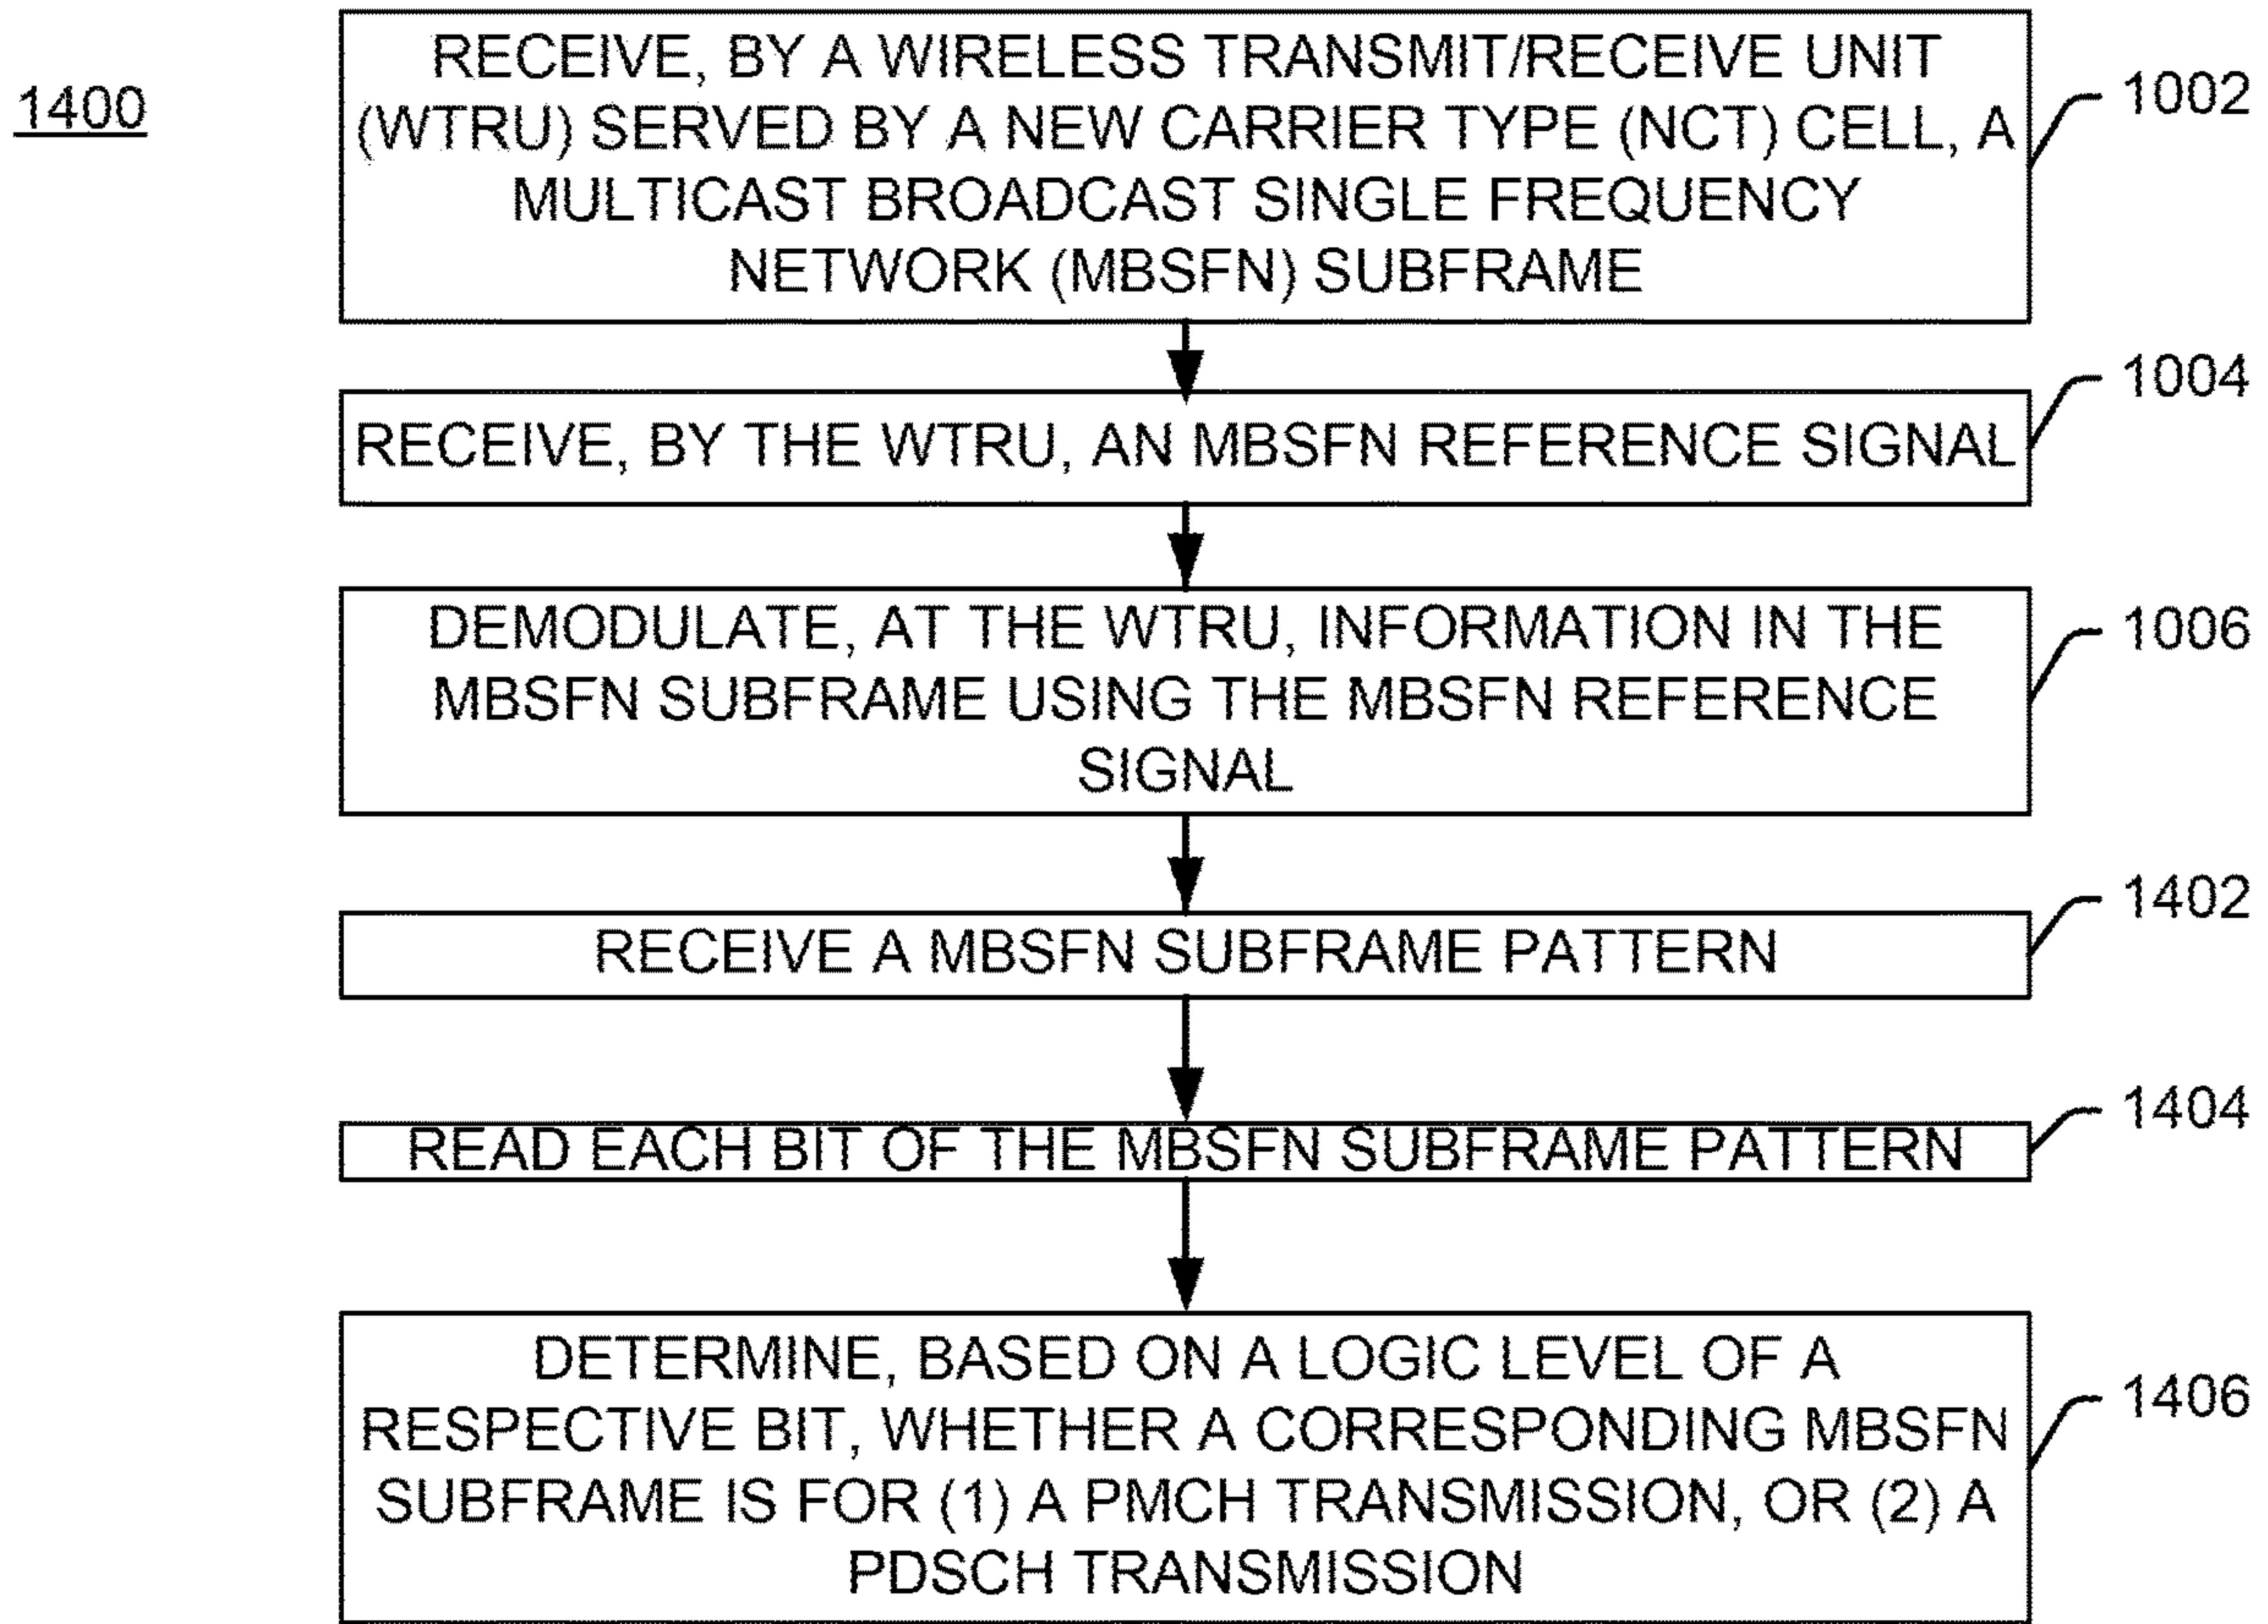 1400
RECEIVE, BY A WIRELESS TRANSMIT/RECEIVE UNIT
(WTRU) SERVED BY A NEW CARRIER TYPE (NCT) CELL, A
MULTICAST BROADCAST SINGLE FREQUENCY
NETWORK (MBSFN) SUBFRAME
1002
RECEIVE, BY THE WTRU, AN MBSFN REFERENCE SIGNAL
1004
DEMODULATE, AT THE WTRU, INFORMATION IN THE
MBSFN SUBFRAME USING THE MBSFN REFERENCE
SIGNAL
1006
RECEIVE A MBSFN SUBFRAME PATTERN
1402
READ EACH BIT OF THE MBSFN SUBFRAME PATTERN
1404
DETERMINE, BASED ON A LOGIC LEVEL OF A
RESPECTIVE BIT, WHETHER A CORRESPONDING MBSFN
SUBFRAME IS FOR (1) A PMCH TRANSMISSION, OR (2) A
PDSCH TRANSMISSION
1406